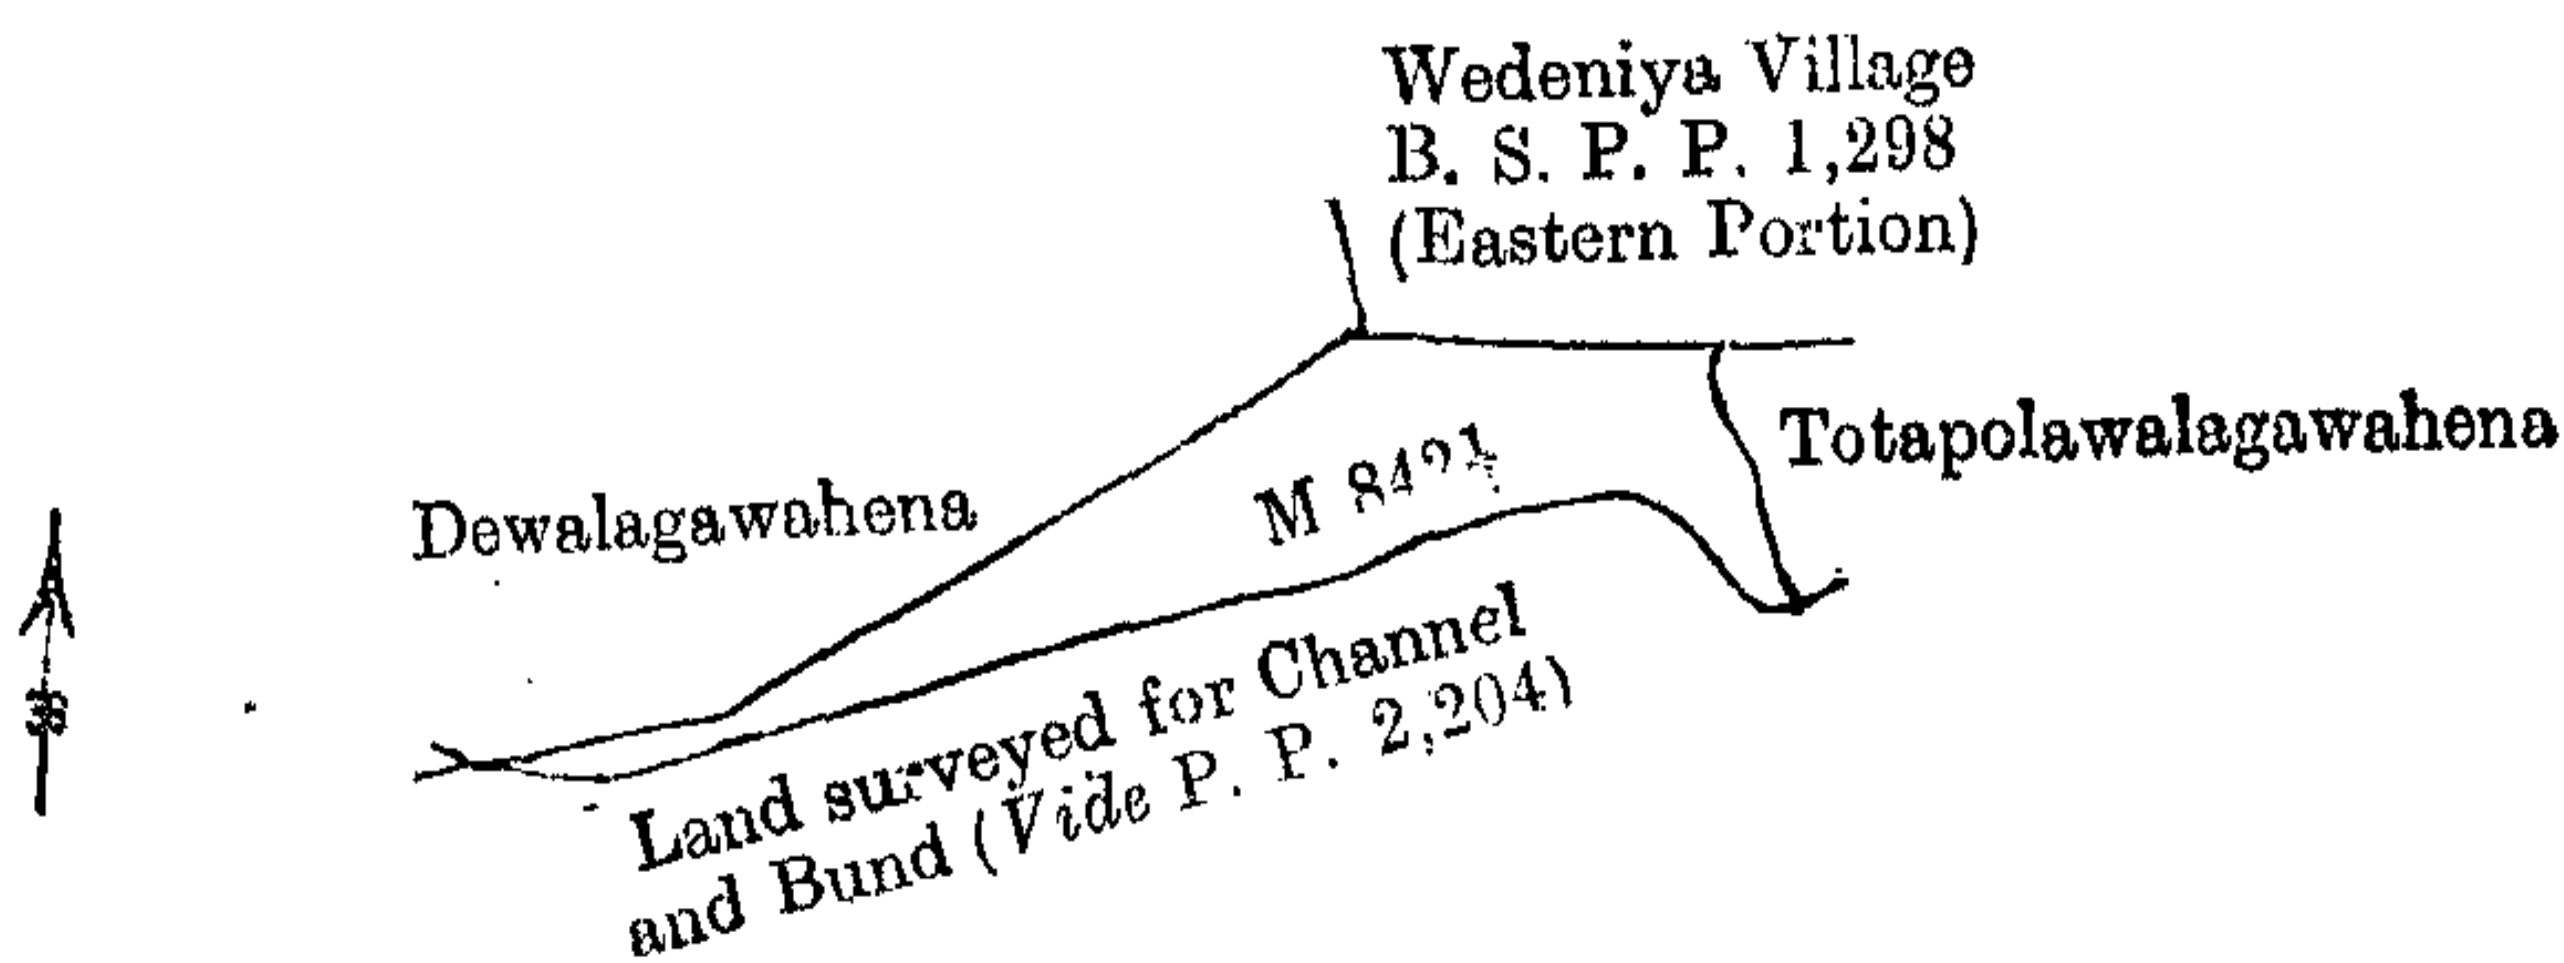 Wedeniya Village
B. S. P. P. 1,298
(Eastern Portion)
Totapolawalagawahena
Dewalagawahena
M
Land surveyed for Channel
and Bund (Vide P. P. 2,204)